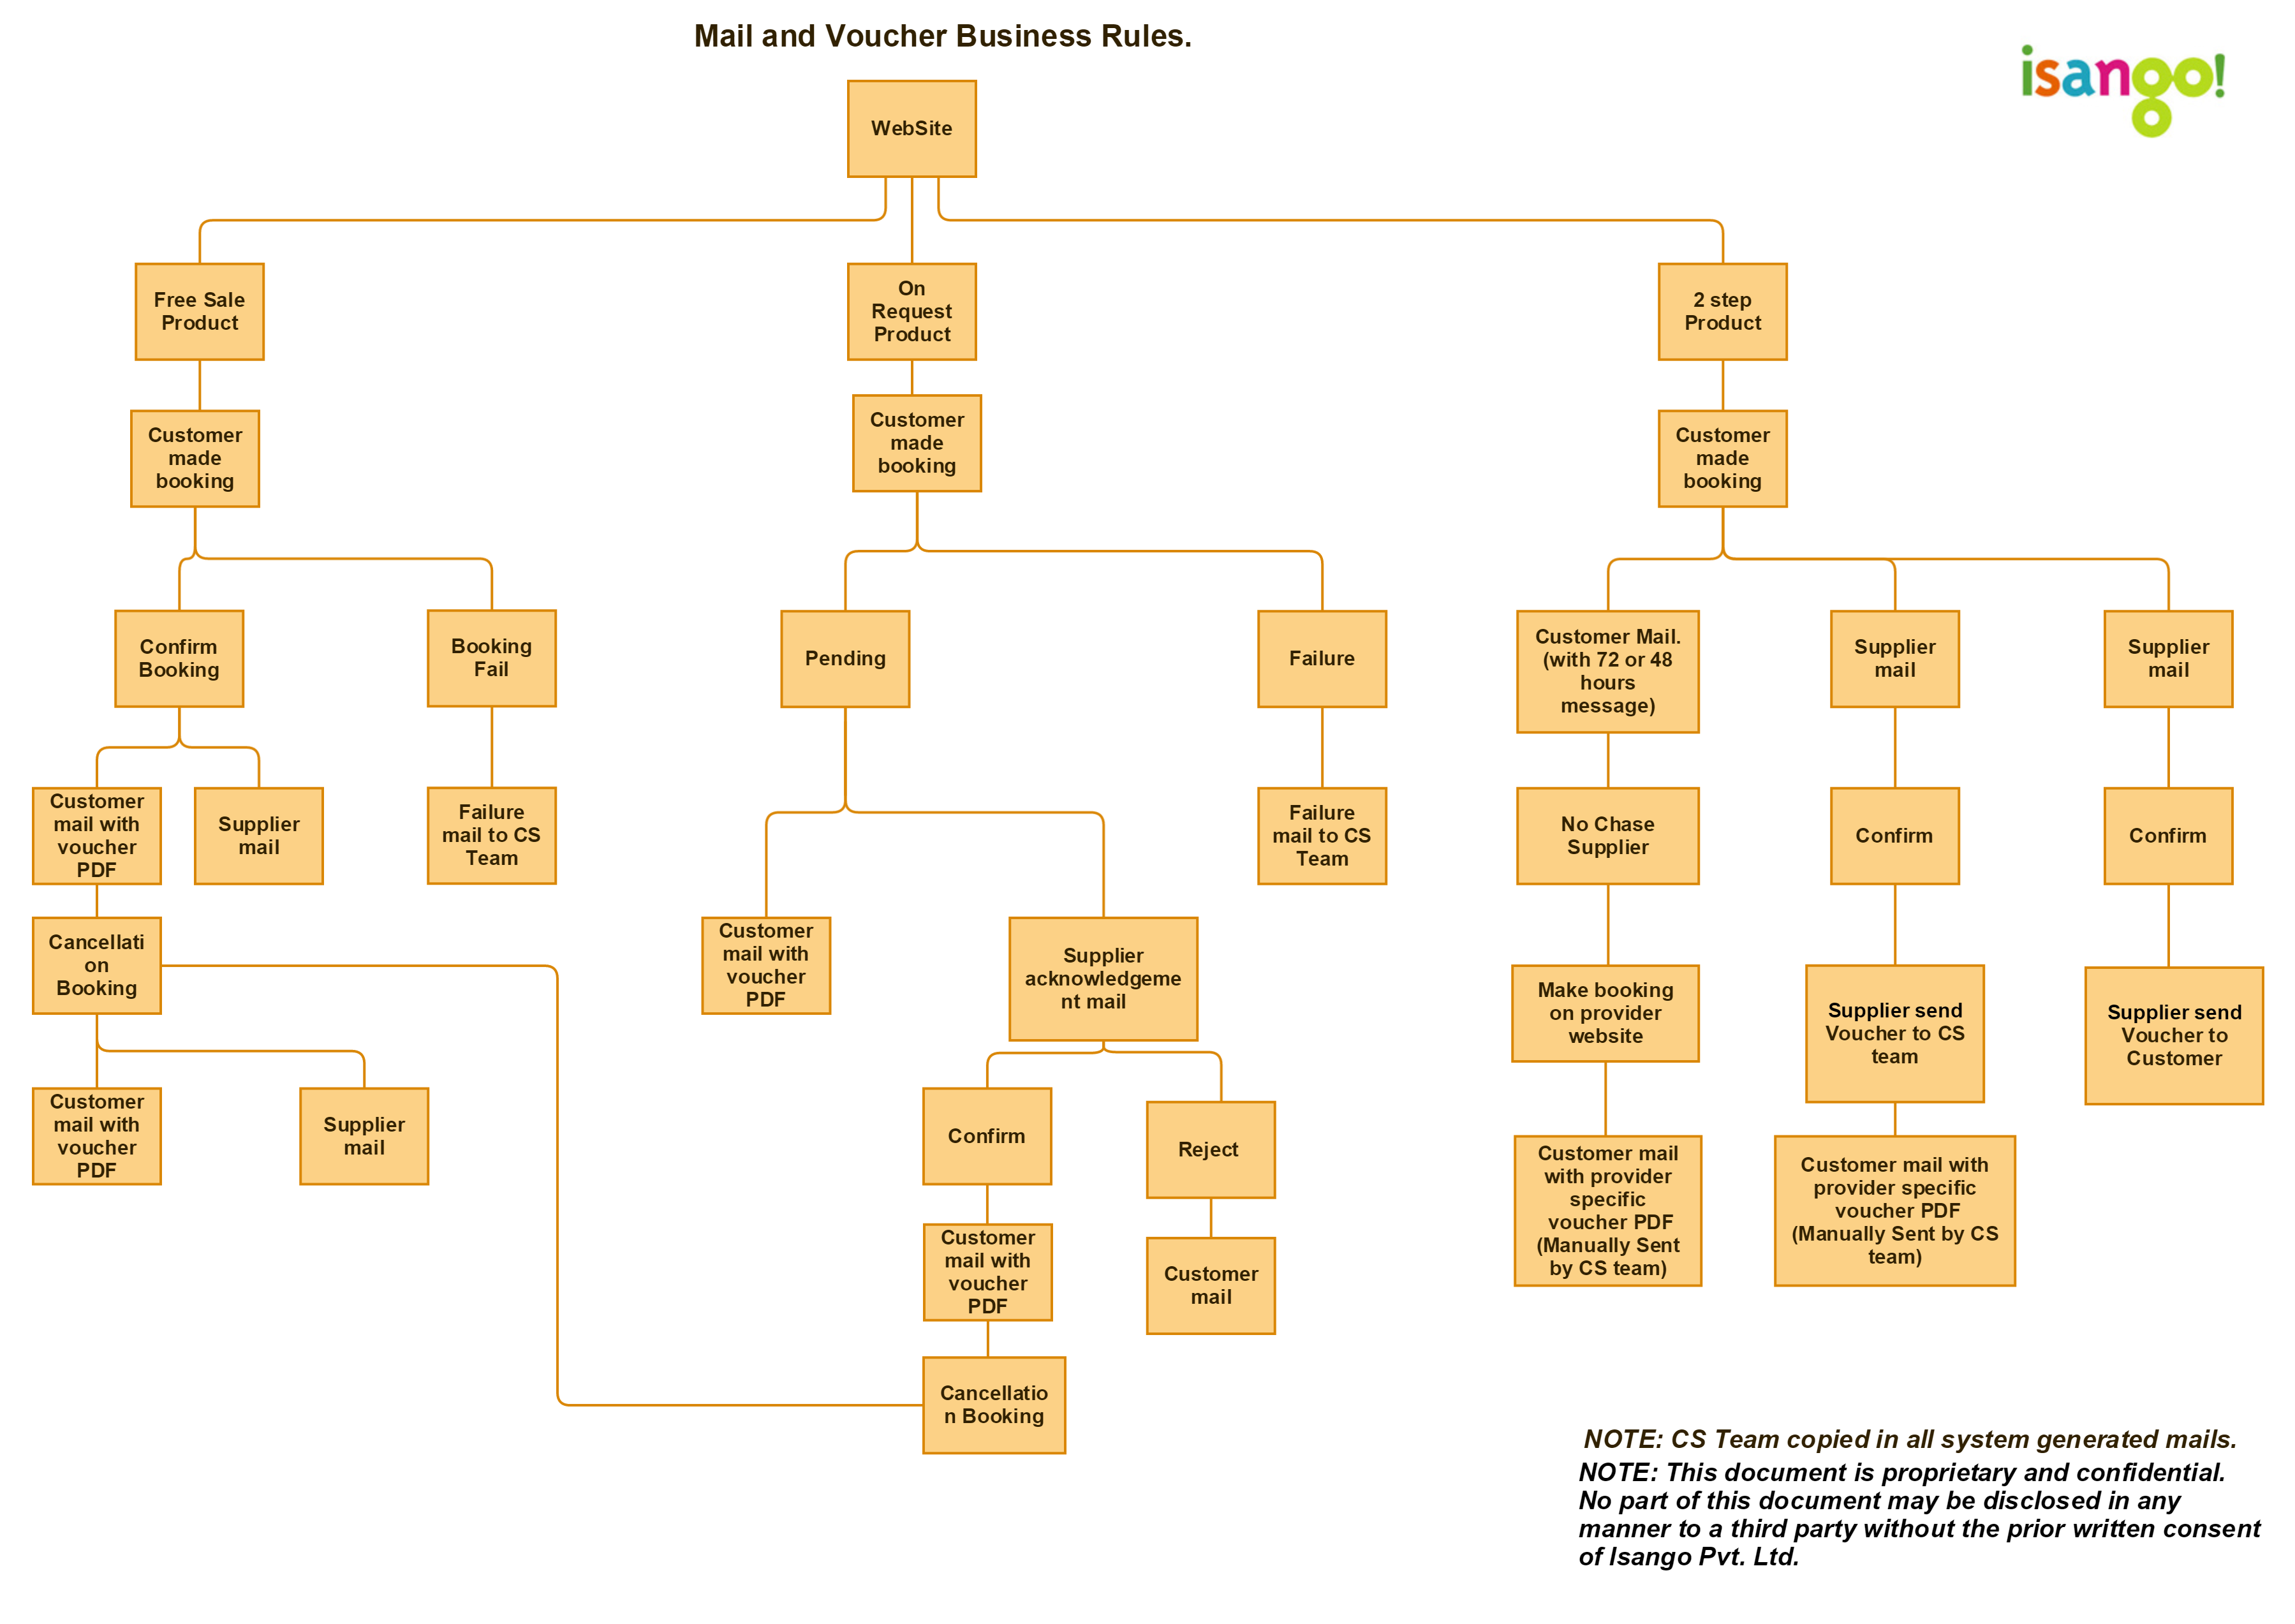 Mail and Voucher Business Rules.
isango!
WebSite
Free Sale
Product
On
Request
Product
2 step
Product
Customer
made
booking
Customer
made
booking
Customer
made
booking
Confirm
Booking
Booking
Fail
Pending
Failure
Customer Mail.
(with 72 or 48
hours
message)
Supplier
mail
Supplier
mail
Customer
mail with
voucher
PDF
Supplier
mail
Failure
mail to CS
Team
Failure
mail to CS
Team
No Chase
Supplier
Confirm
Confirm
Cancellati
on
Booking
Customer
mail with
voucher
PDF
Supplier
acknowledgeme
nt mail
Make booking
on provider
website
Supplier send
Voucher to CS
team
Supplier send
Voucher to
Customer
Customer
mail with
voucher
PDF
Supplier
mail
Confirm
Reject
Customer mail
with provider
specific
voucher PDF
(Manually Sent
by CS team)
Customer mail with
provider specific
voucher PDF
(Manually Sent by CS
team)
Customer
mail with
voucher
PDF
Customer
mail
Cancellatio
n Booking
NOTE: CS Team copied in all system generated mails.
NOTE: This document is proprietary and confidential.
No part of this document may be disclosed in any
manner to a third party without the prior written consent
of Isango Pvt. Ltd.